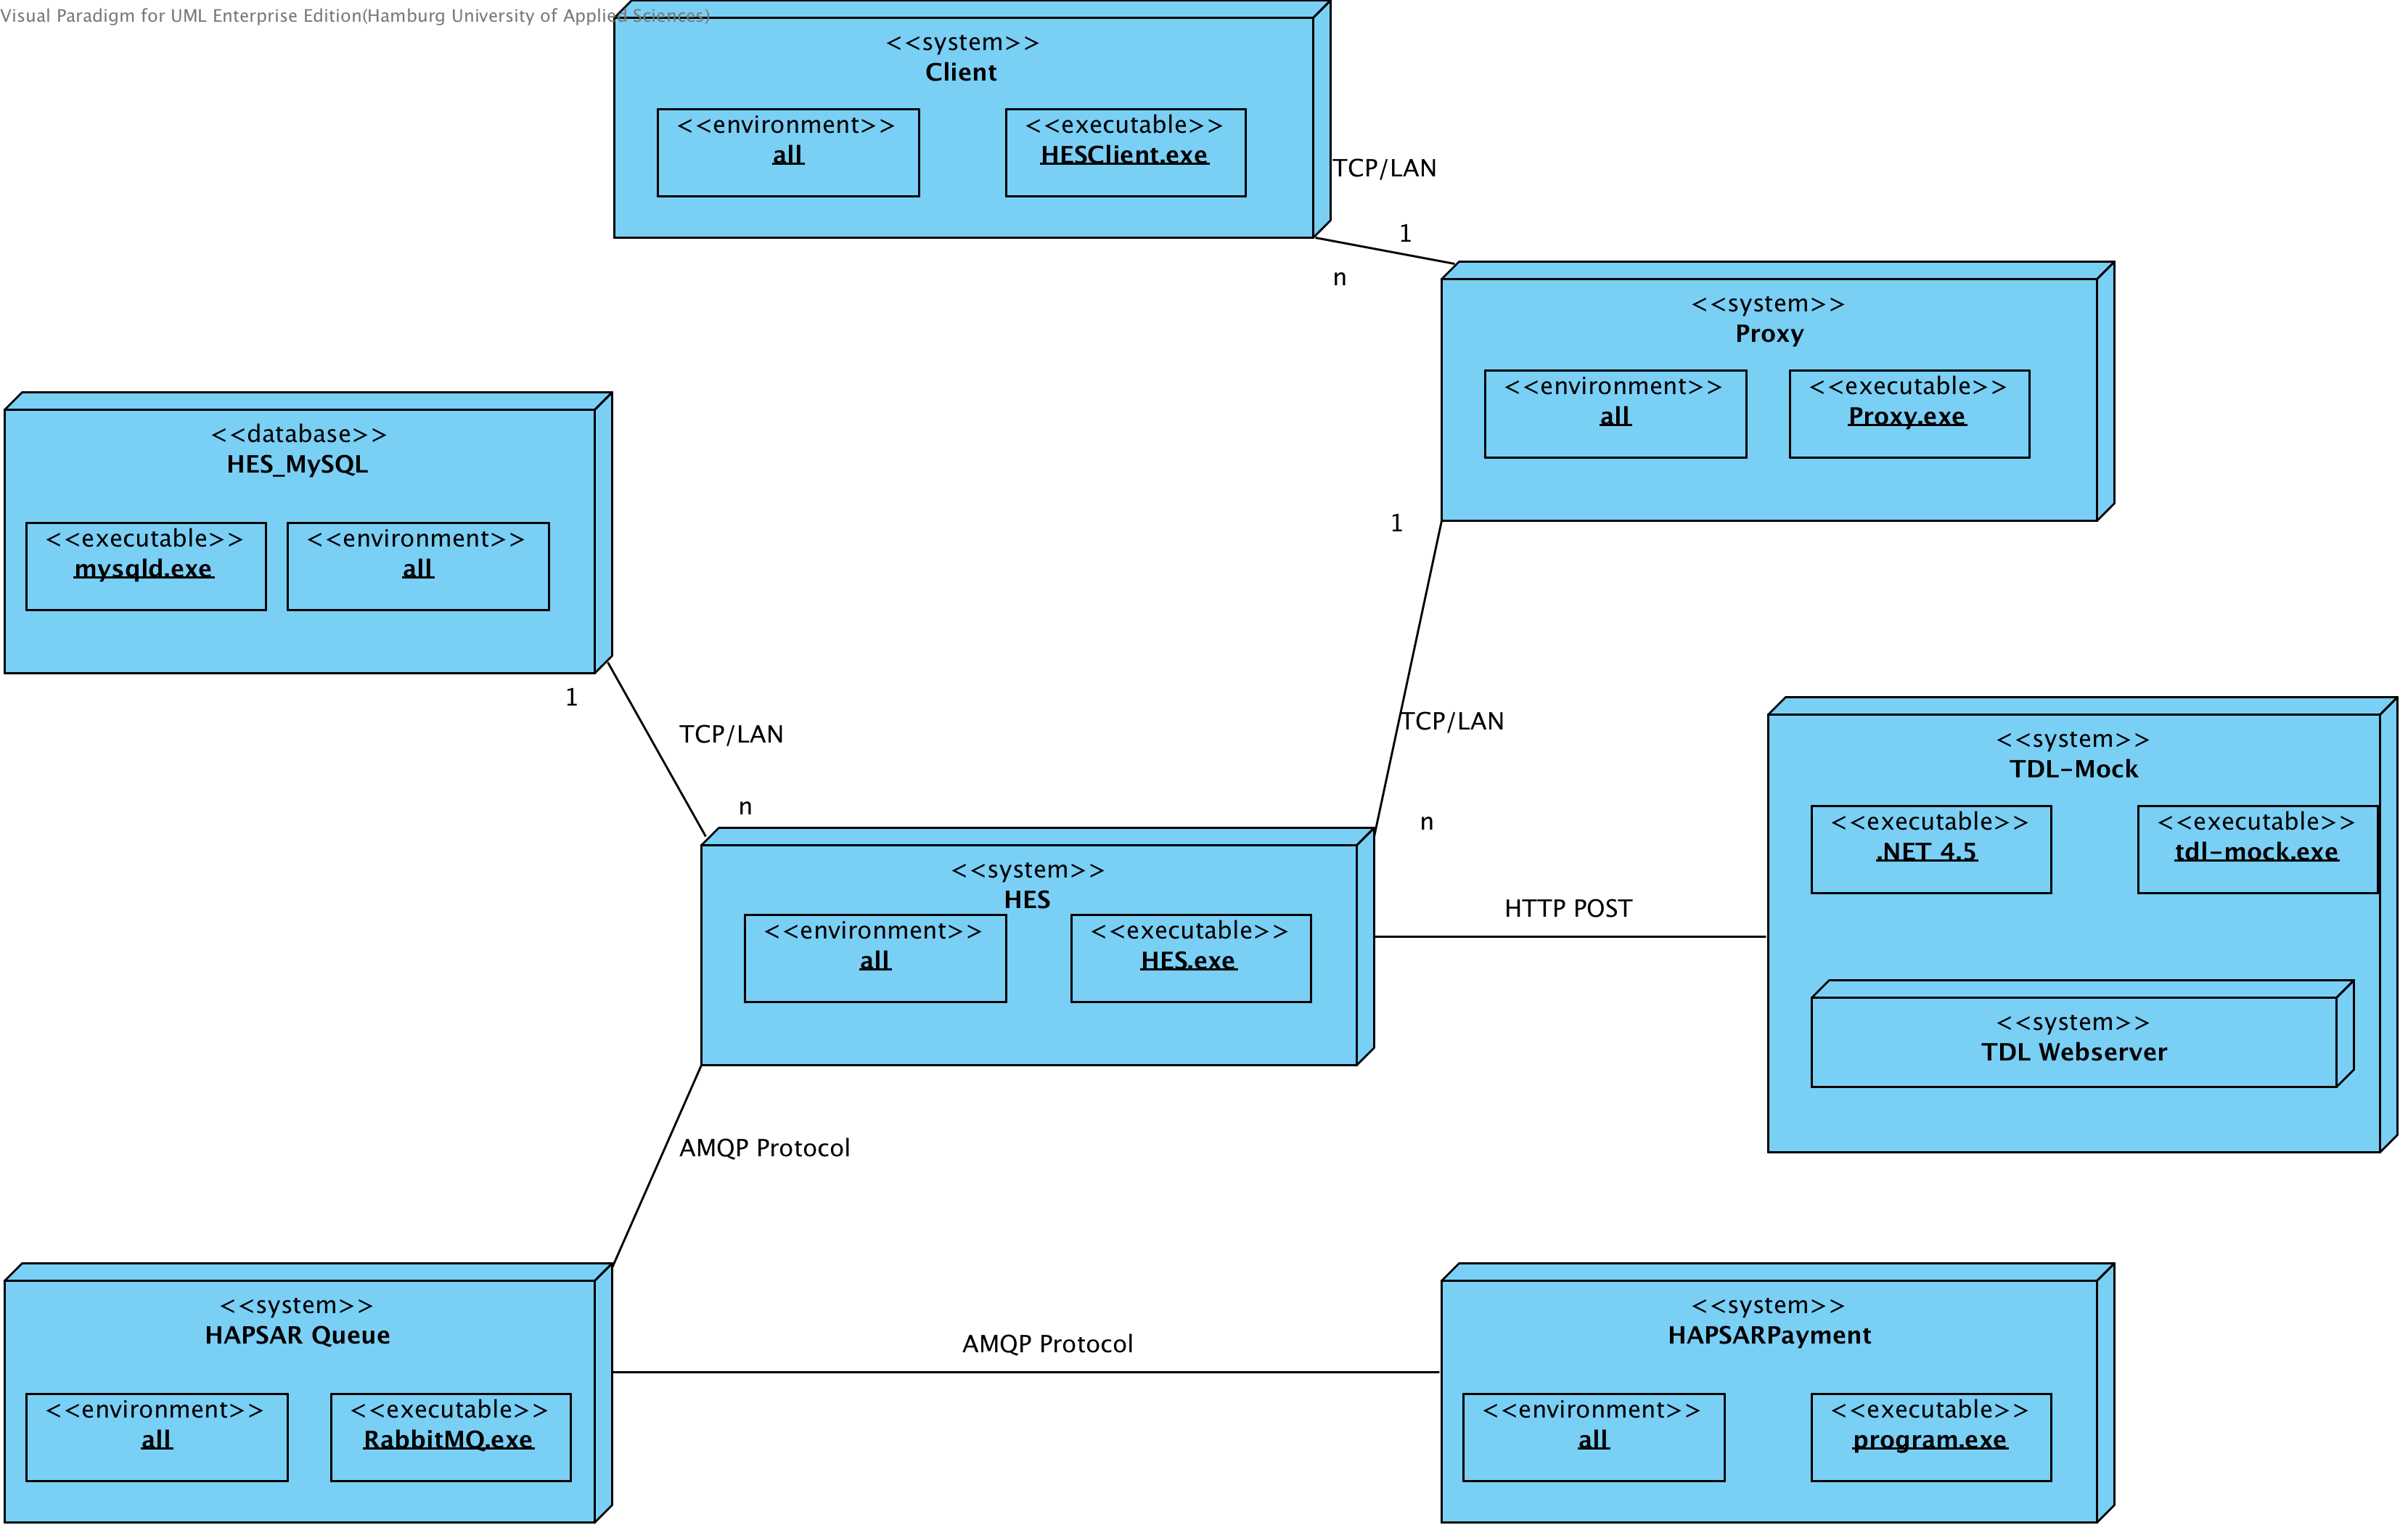 Visual Paradigm for UML Enterprise Edition(Hamburg University of Applied Sciences)
<<system>>
Client
<<environment>>
all
<<executable>>
HESClient.exe
TCP/LAN
1
n
<<system>>
Proxy
<<environment>>
all
<<executable>>
Proxy.exe
<<database>>
HES_MySQL
<<executable>>
mysqld.exe
<<environment>>
all
1
TCP/LAN
n
1
TCP/LAN
n
<<system>>
HES
<<environment>>
all
<<executable>>
HES.exe
HTTP POST
<<system>>
TDL-Mock
<<executable>>
.NET 4.5
<<executable>>
tdl-mock.exe
<<system>>
TDL Webserver
AMQP Protocol
<<system>>
HAPSAR Queue
<<environment>>
all
<<executable>>
RabbitMQ.exe
AMQP Protocol
<<system>>
HAPSARPayment
<<environment>>
all
<<executable>>
program.exe